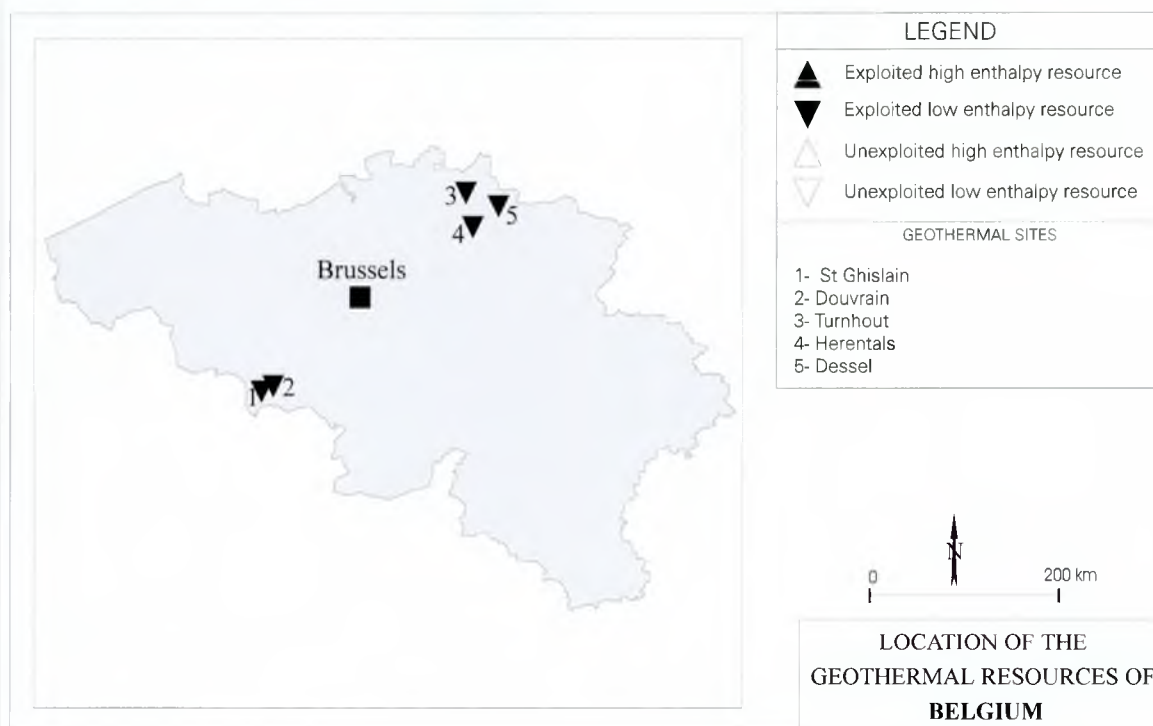 LEGEND
Exploited high enthalpy resource
Exploited low enthalpy resource
Unexploited high enthalpy resource
Unexploited low enthalpy resource
GEOTHERMAL SITES
1- St Ghislain
2- Douvrain
3- Turnhout
4- Herentals
5- Dessel
3
5
4
Brussels
1
2
N
0
200 km
LOCATION OF THE
GEOTHERMAL RESOURCES OF
BELGIUM